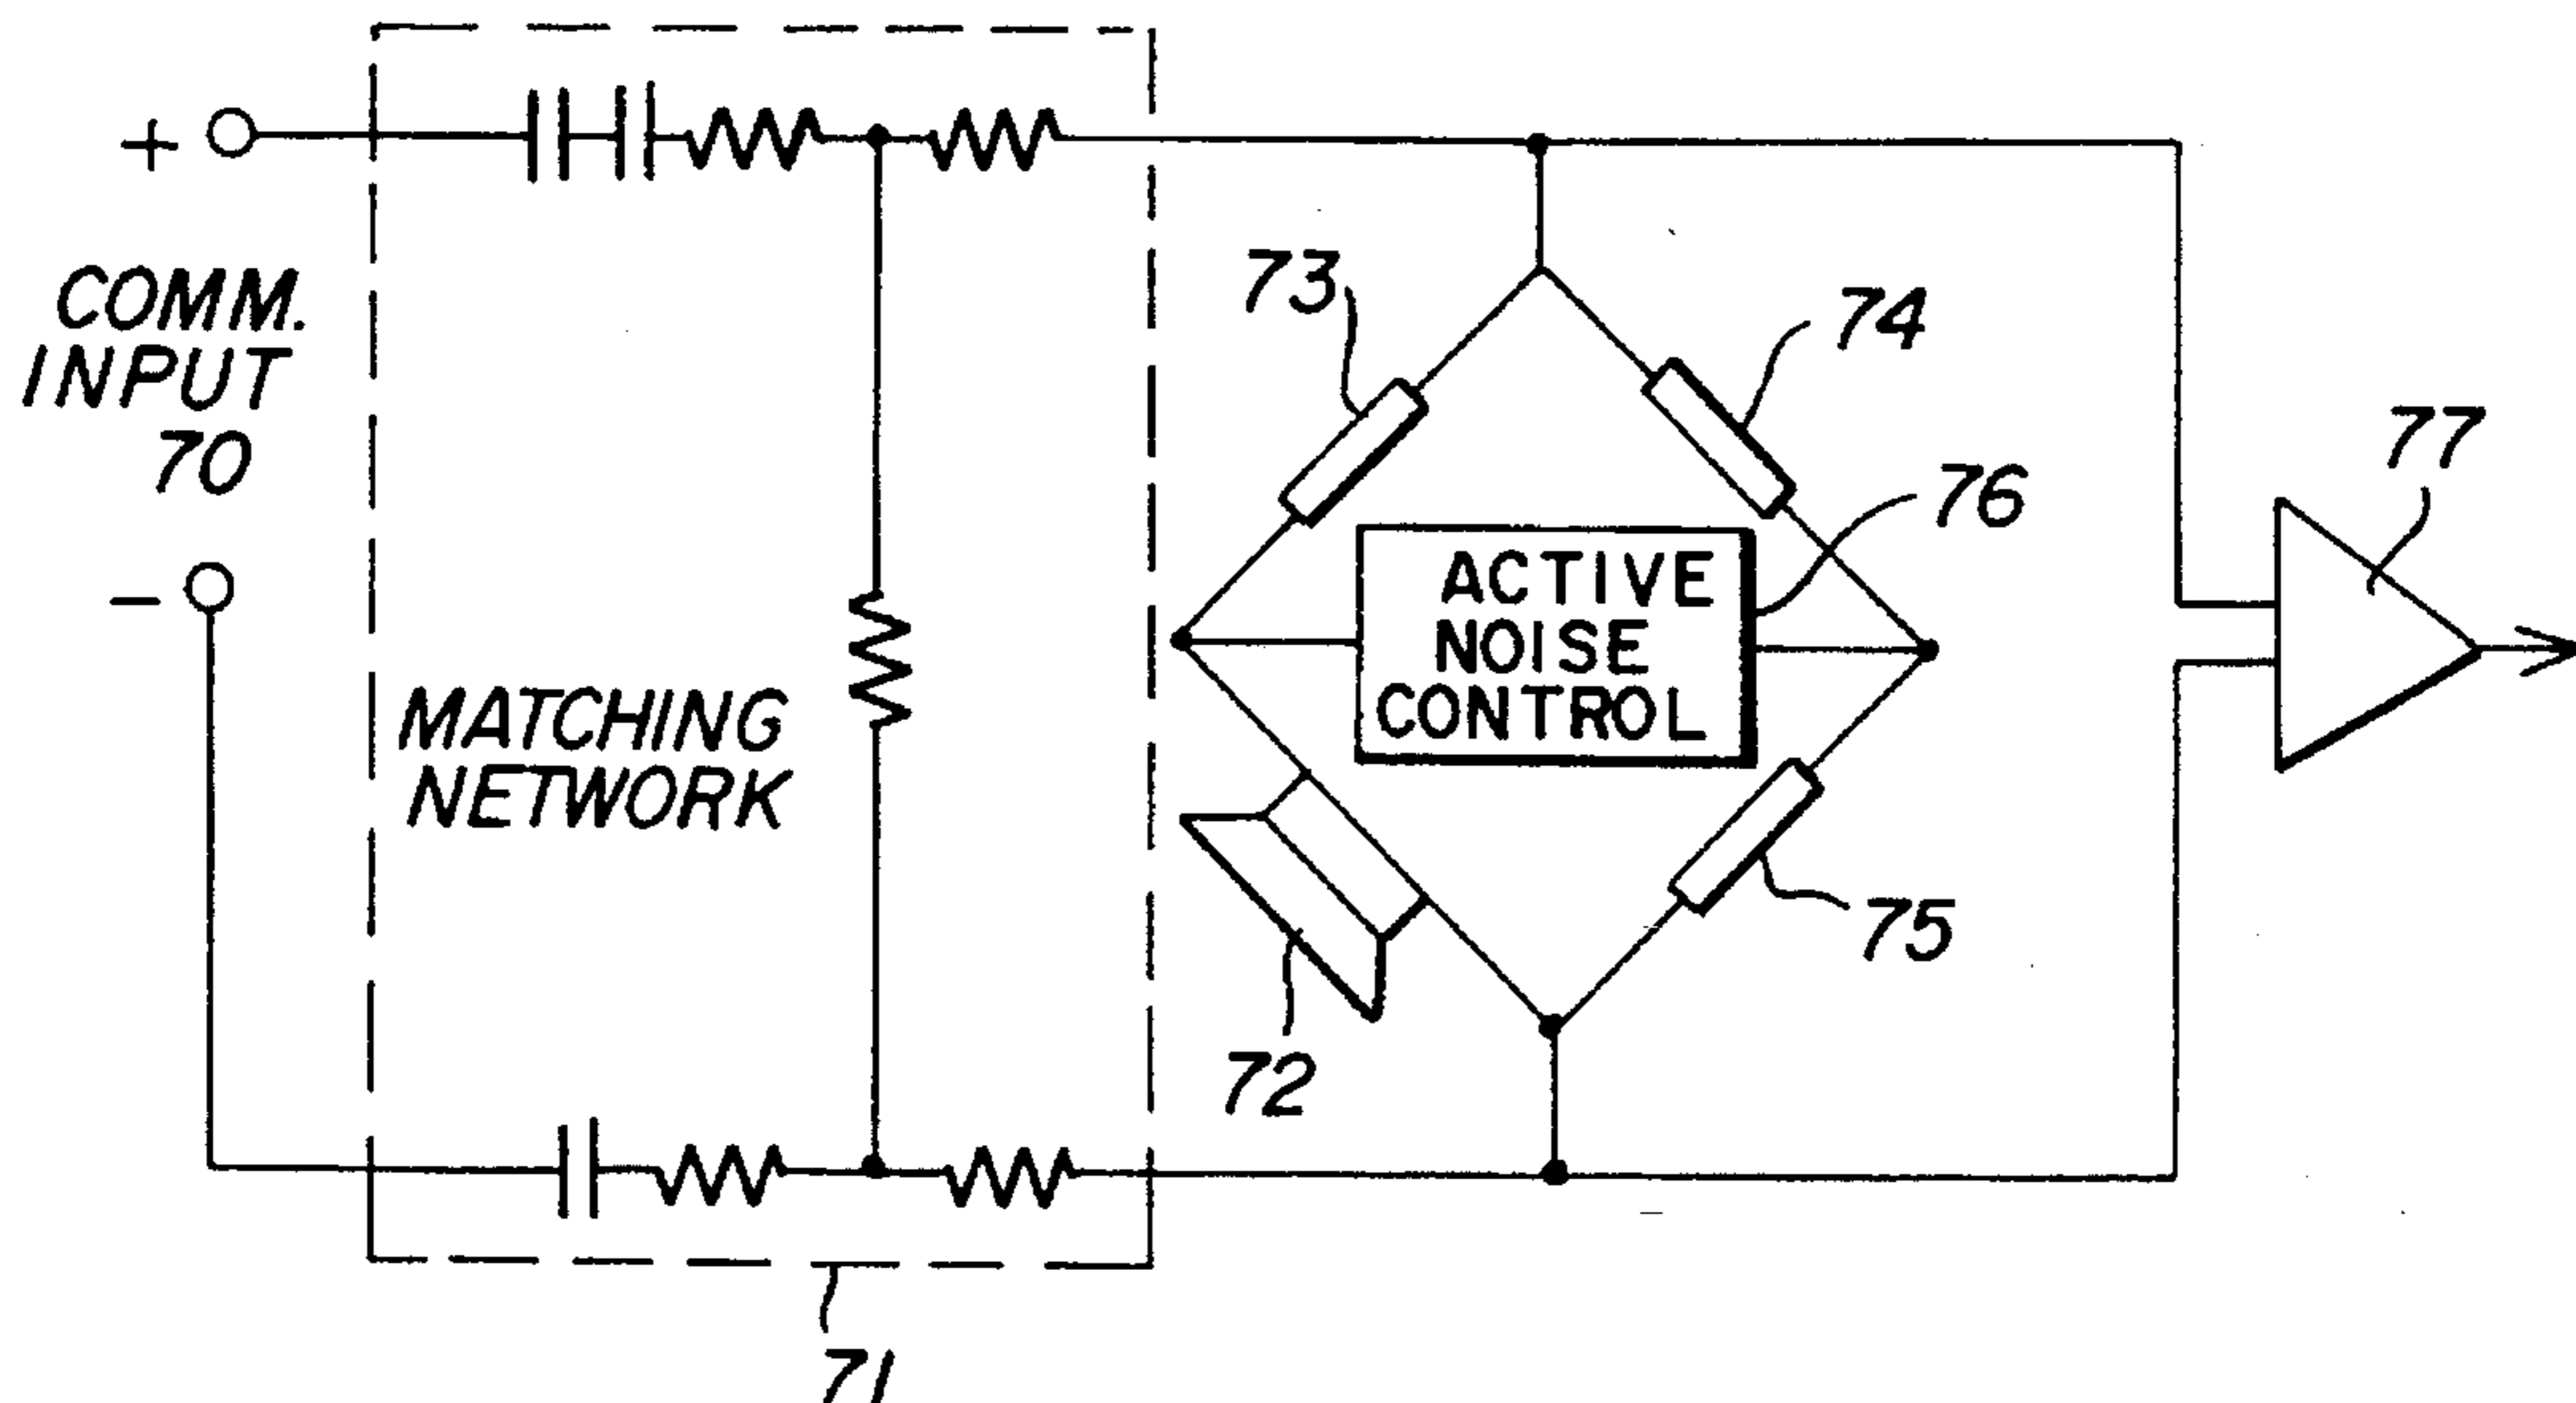 +
COMM.
INPUT
70
-
MATCHING
NETWORK
71
73
74
76
ACTIVE
NOISE
CONTROL
72
75
77